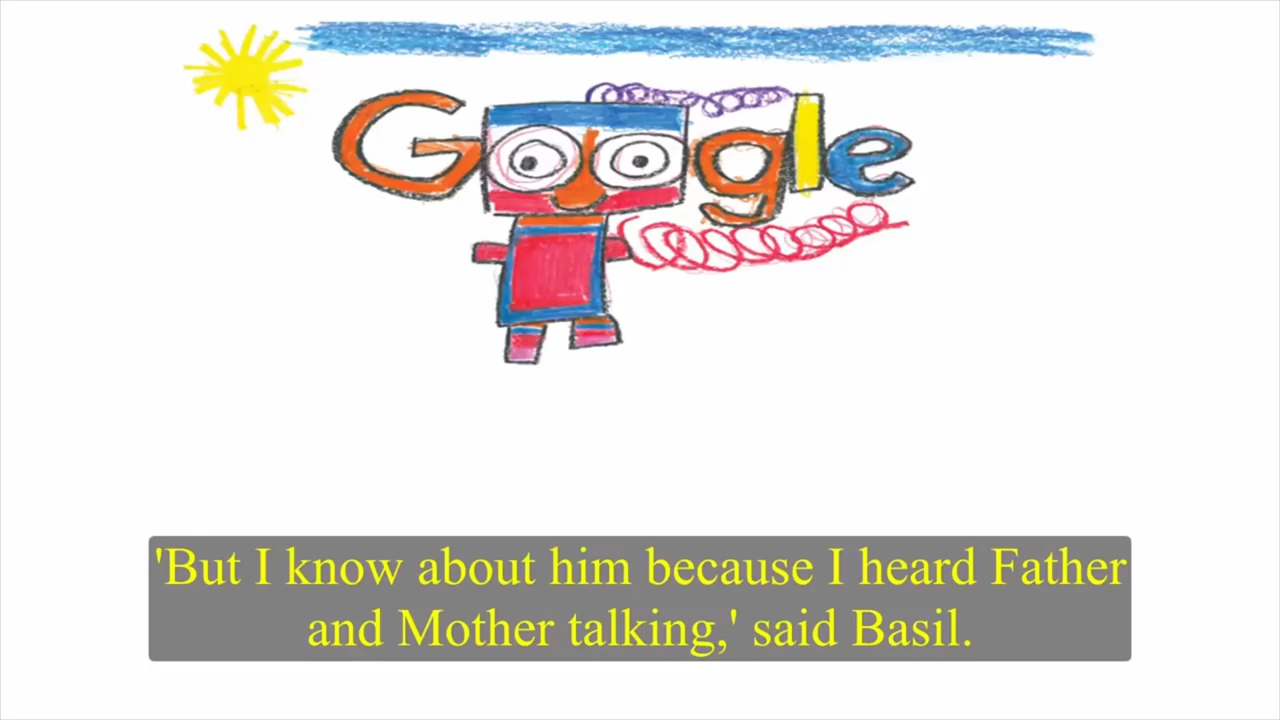 Google
'But I know about him because I heard Father
and Mother talking,' said Basil.